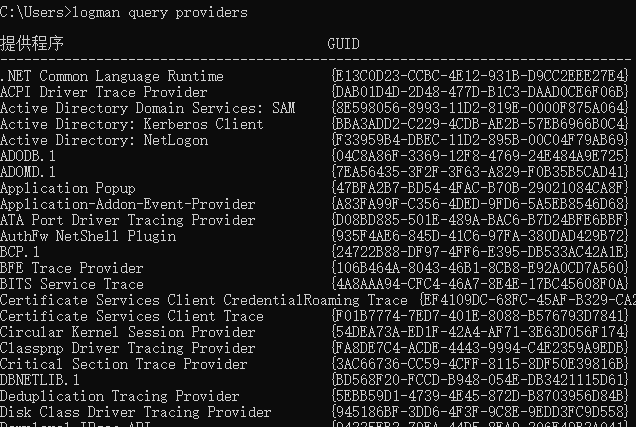 C:\Users>logman query providers
提供程序 GUID
-------------------------------------------------------------------------------
.NET Common Language Runtime {E13C0D23-CCBC-4E12-931B-D9CC2EEE27E4}
ACPI Driver Trace Provider {DAB01D4D-2D48-477D-B1C3-DAAD0CE6F06B}
Active Directory Domain Services: SAM {8E598056-8993-11D2-819E-0000F875A064}
Active Directory: Kerberos Client {BBA3ADD2-C229-4CDB-AE2B-57EB6966B0C4}
Active Directory: NetLogon {F33959B4-DBEC-11D2-895B-00C04F79AB69}
ADODB.1 {04C8A86F-3369-12F8-4769-24E484A9E725}
ADOMD.1 {7EA56435-3F2F-3F63-A829-F0B35B5CAD41}
Application Popup {47BFA2B7-BD54-4FAC-B70B-29021084CA8F}
Application-Addon-Event-Provider {A83FA99F-C356-4DED-9FD6-5A5EB8546D68}
ATA Port Driver Tracing Provider {D08BD885-501E-489A-BAC6-B7D24BFE6BBF}
AuthFw NetShell Plugin {935F4AE6-845D-41C6-97FA-380DAD429B72}
BCP.1 {24722B88-DF97-4FF6-E395-DB533AC42A1E}
BFE Trace Provider {106B464A-8043-46B1-8CB8-E92A0CD7A560}
BITS Service Trace {4A8AAA94-CFC4-46A7-8E4E-17BC45608F0A}
Certificate Services Client CredentialRoaming Trace {EF4109DC-68FC-45AF-B329-CA2
Certificate Services Client Trace {F01B7774-7ED7-401E-8088-B576793D7841}
Circular Kernel Session Provider {54DEA73A-ED1F-42A4-AF71-3E63D056F174}
Classpnp Driver Tracing Provider {FA8DE7C4-ACDE-4443-9994-C4E2359A9EDB}
Critical Section Trace Provider {3AC66736-CC59-4CFF-8115-8DF50E39816B}
DBNETLIB.1 {BD568F20-FCCD-B948-054E-DB3421115D61}
Deduplication Tracing Provider {5EBB59D1-4739-4E45-872D-B8703956D84B}
Disk Class Driver Tracing Provider {945186BF-3DD6-4F3F-9C8E-9EDD3FC9D558}